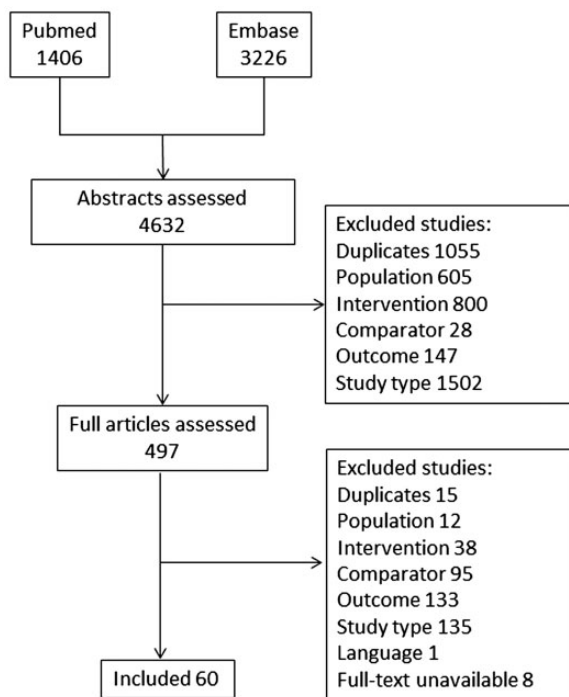 Pubmed
1406
Embase
3226
Abstracts assessed
4632
Excluded studies:
Duplicates 1055
Population 605
Intervention 800
Comparator 28
Outcome 147
Study type 1502
Full articles assessed
497
Excluded studies:
Duplicates 15
Population 12
Intervention 38
Comparator 95
Outcome 133
Study type 135
Language 1
Full-text unavailable 8
Included 60